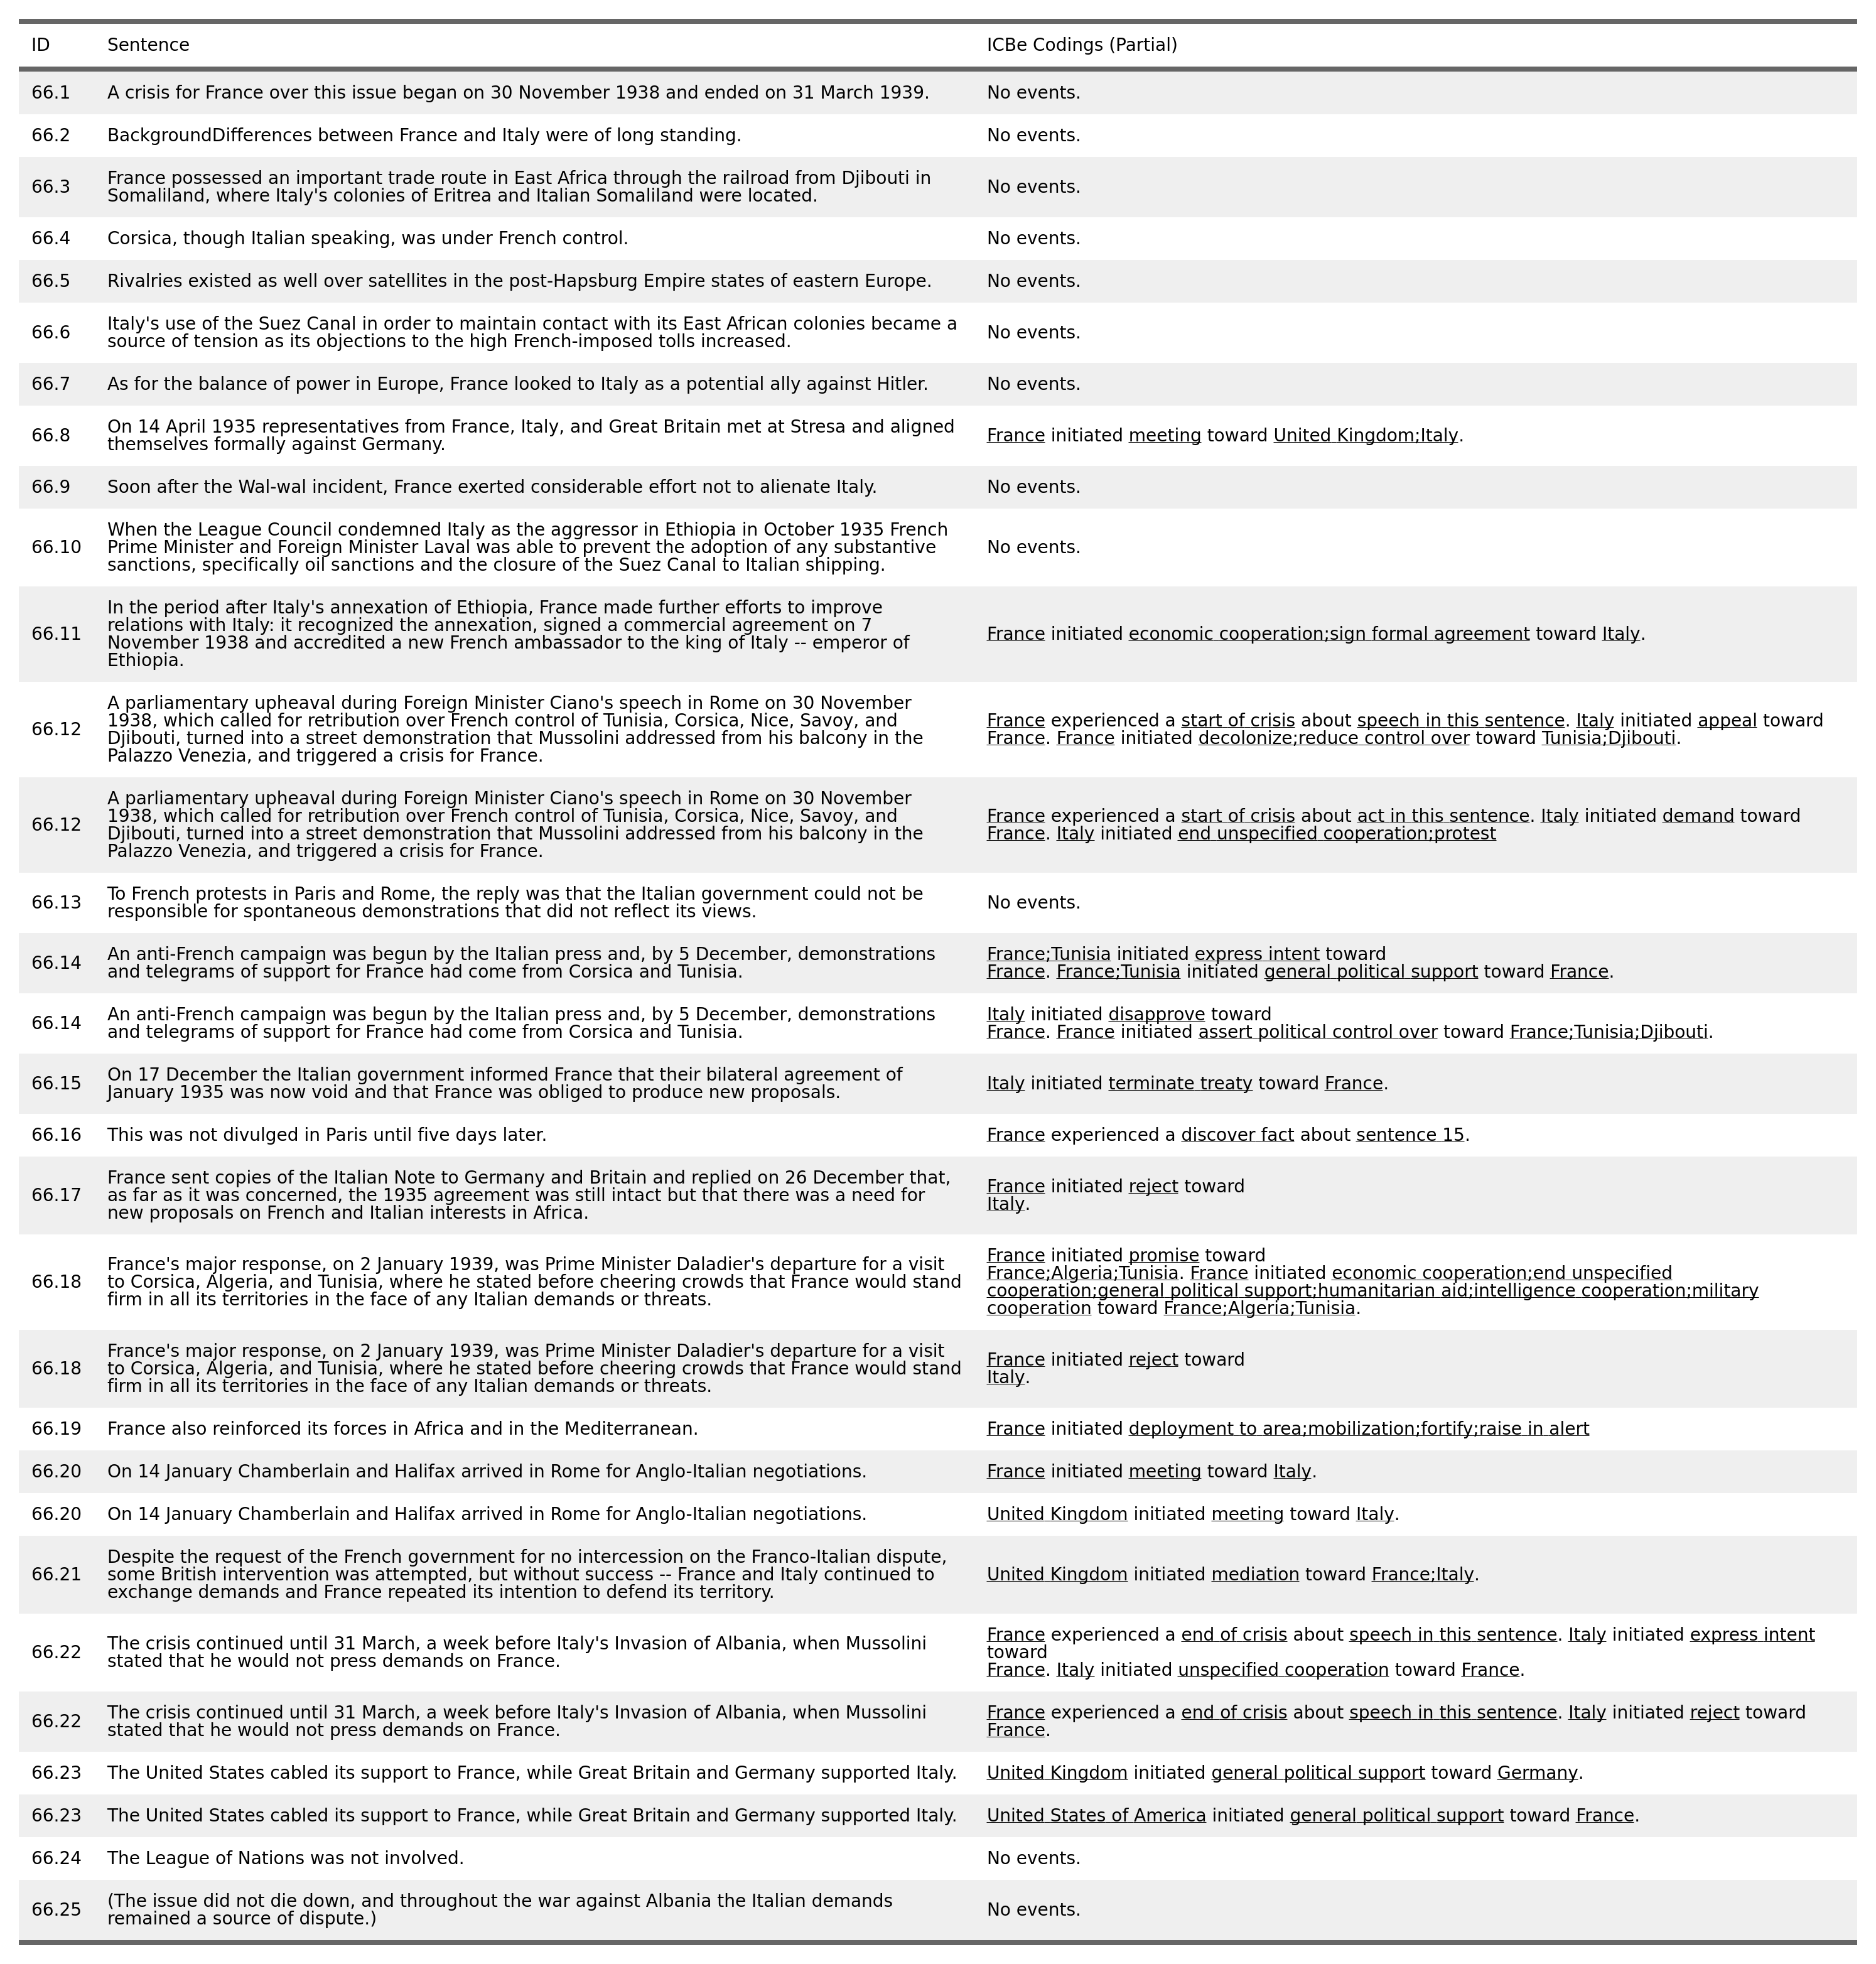 ID Sentence ICBe Codings (Partial)
66.1 A crisis for France over this issue began on 30 November 1938 and ended on 31 March 1939. No events.
66.2 BackgroundDifferences between France and Italy were of long standing. No events.
66.3 France possessed an important trade route in East Africa through the railroad from Djibouti in
Somaliland, where Italy's colonies of Eritrea and Italian Somaliland were located.
No events.
66.4 Corsica, though Italian speaking, was under French control. No events.
66.5 Rivalries existed as well over satellites in the post-Hapsburg Empire states of eastern Europe. No events.
66.6 Italy's use of the Suez Canal in order to maintain contact with its East African colonies became a
source of tension as its objections to the high French-imposed tolls increased.
No events.
66.7 As for the balance of power in Europe, France looked to Italy as a potential ally against Hitler. No events.
66.8 On 14 April 1935 representatives from France, Italy, and Great Britain met at Stresa and aligned
themselves formally against Germany.
France initiated meeting toward United Kingdom;Italy.
66.9 Soon after the Wal-wal incident, France exerted considerable effort not to alienate Italy. No events.
66.10 When the League Council condemned Italy as the aggressor in Ethiopia in October 1935 French
Prime Minister and Foreign Minister Laval was able to prevent the adoption of any substantive
sanctions, specifically oil sanctions and the closure of the Suez Canal to Italian shipping.
No events.
66.11 In the period after Italy's annexation of Ethiopia, France made further efforts to improve
relations with Italy: it recognized the annexation, signed a commercial agreement on 7
November 1938 and accredited a new French ambassador to the king of Italy -- emperor of
Ethiopia.
France initiated economic cooperation;sign formal agreement toward Italy.
66.12 A parliamentary upheaval during Foreign Minister Ciano's speech in Rome on 30 November
1938, which called for retribution over French control of Tunisia, Corsica, Nice, Savoy, and
Djibouti, turned into a street demonstration that Mussolini addressed from his balcony in the
Palazzo Venezia, and triggered a crisis for France.
France experienced a start of crisis about speech in this sentence. Italy initiated appeal toward
France. France initiated decolonize;reduce control over toward Tunisia;Djibouti.
66.12 A parliamentary upheaval during Foreign Minister Ciano's speech in Rome on 30 November
1938, which called for retribution over French control of Tunisia, Corsica, Nice, Savoy, and
Djibouti, turned into a street demonstration that Mussolini addressed from his balcony in the
Palazzo Venezia, and triggered a crisis for France.
France experienced a start of crisis about act in this sentence. Italy initiated demand toward
France. Italy initiated end unspecified cooperation;protest
66.13 To French protests in Paris and Rome, the reply was that the Italian government could not be
responsible for spontaneous demonstrations that did not reflect its views.
No events.
66.14 An anti-French campaign was begun by the Italian press and, by 5 December, demonstrations
and telegrams of support for France had come from Corsica and Tunisia.
France;Tunisia initiated express intent toward
France. France;Tunisia initiated general political support toward France.
66.14 An anti-French campaign was begun by the Italian press and, by 5 December, demonstrations
and telegrams of support for France had come from Corsica and Tunisia.
Italy initiated disapprove toward
France. France initiated assert political control over toward France;Tunisia;Djibouti.
66.15 On 17 December the Italian government informed France that their bilateral agreement of
January 1935 was now void and that France was obliged to produce new proposals.
Italy initiated terminate treaty toward France.
66.16 This was not divulged in Paris until five days later. France experienced a discover fact about sentence 15.
66.17 France sent copies of the Italian Note to Germany and Britain and replied on 26 December that,
as far as it was concerned, the 1935 agreement was still intact but that there was a need for
new proposals on French and Italian interests in Africa.
France initiated reject toward
Italy.
66.18 France's major response, on 2 January 1939, was Prime Minister Daladier's departure for a visit
to Corsica, Algeria, and Tunisia, where he stated before cheering crowds that France would stand
firm in all its territories in the face of any Italian demands or threats.
France initiated promise toward
France;Algeria;Tunisia. France initiated economic cooperation;end unspecified
cooperation;general political support;humanitarian aid;intelligence cooperation;military
cooperation toward France;Algeria;Tunisia.
66.18 France's major response, on 2 January 1939, was Prime Minister Daladier's departure for a visit
to Corsica, Algeria, and Tunisia, where he stated before cheering crowds that France would stand
firm in all its territories in the face of any Italian demands or threats.
France initiated reject toward
Italy.
66.19 France also reinforced its forces in Africa and in the Mediterranean. France initiated deployment to area;mobilization;fortify;raise in alert
66.20 On 14 January Chamberlain and Halifax arrived in Rome for Anglo-Italian negotiations. France initiated meeting toward Italy.
66.20 On 14 January Chamberlain and Halifax arrived in Rome for Anglo-Italian negotiations. United Kingdom initiated meeting toward Italy.
66.21 Despite the request of the French government for no intercession on the Franco-Italian dispute,
some British intervention was attempted, but without success -- France and Italy continued to
exchange demands and France repeated its intention to defend its territory.
United Kingdom initiated mediation toward France;Italy.
66.22 The crisis continued until 31 March, a week before Italy's Invasion of Albania, when Mussolini
stated that he would not press demands on France.
France experienced a end of crisis about speech in this sentence. Italy initiated express intent
toward
France. Italy initiated unspecified cooperation toward France.
66.22 The crisis continued until 31 March, a week before Italy's Invasion of Albania, when Mussolini
stated that he would not press demands on France.
France experienced a end of crisis about speech in this sentence. Italy initiated reject toward
France.
66.23 The United States cabled its support to France, while Great Britain and Germany supported Italy. United Kingdom initiated general political support toward Germany.
66.23 The United States cabled its support to France, while Great Britain and Germany supported Italy. United States of America initiated general political support toward France.
66.24 The League of Nations was not involved. No events.
66.25 (The issue did not die down, and throughout the war against Albania the Italian demands
remained a source of dispute.)
No events.